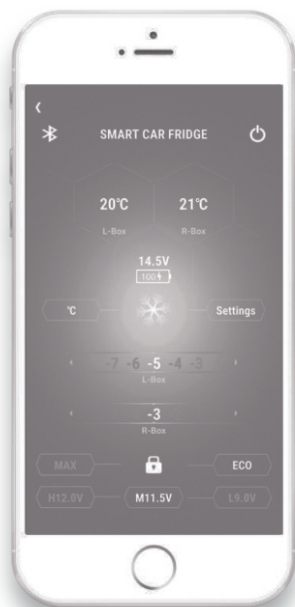 SMART CAR FRIDGE
20℃ 21℃
L-Box R-Box
14.5V
100
℃ Settings
-7 -6 -5 -4 -3
L-Box
-3
R-Box
MAX ECO
H12.0V M11.5V L9.0V